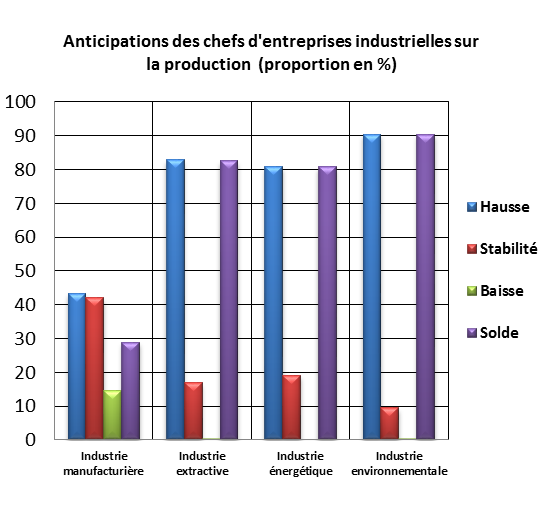 Anticipations des chefs d'entreprises industrielles sur
la production (proportion en %)
100
90
80
70
60
50
40
30
20
10
0
Hausse
Stabilité
Baisse
Solde
Industrie manufacturière
Industrie extractive
Industrie énergétique
Industrie environnementale